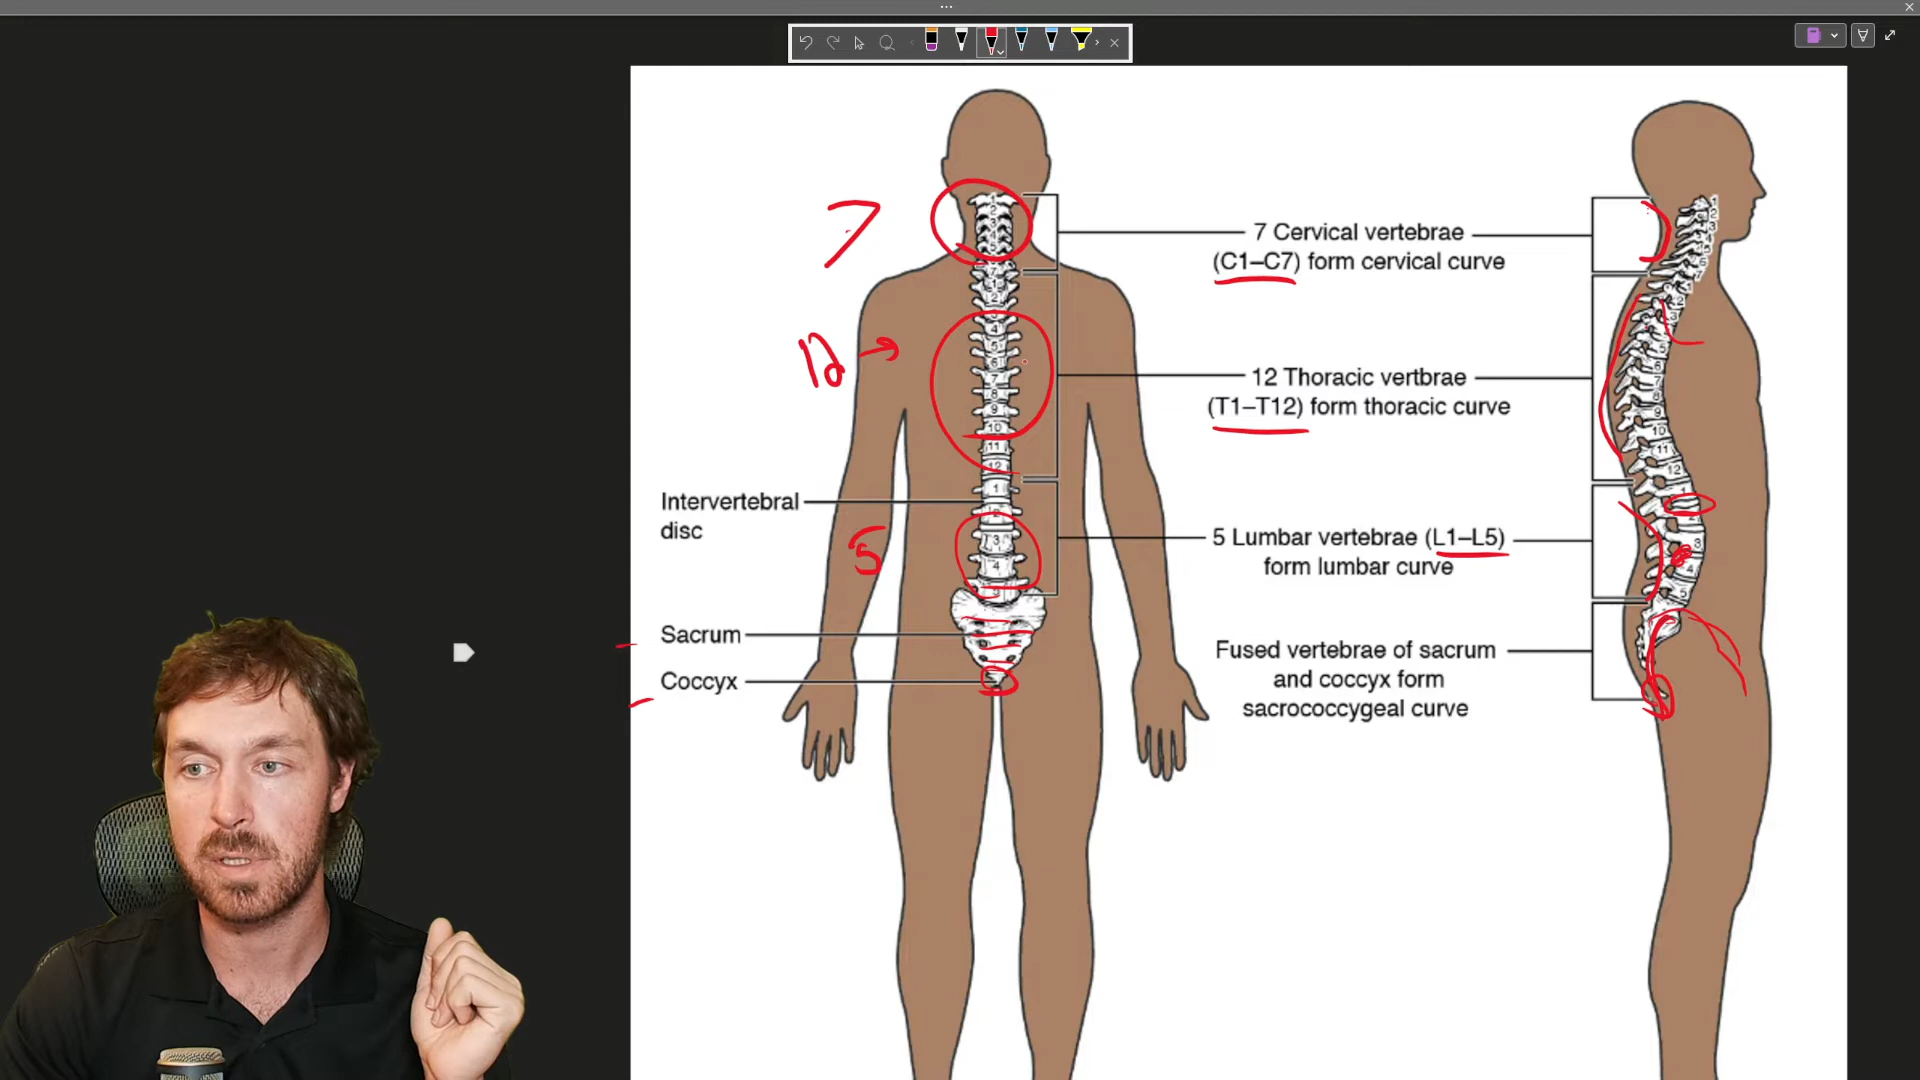 7
7 Cervical vertebrae
(C1–C7) form cervical curve
12
12 Thoracic vertbrae
(T1–T12) form thoracic curve
Intervertebral
disc
5
5 Lumbar vertebrae (L1–L5)
form lumbar curve
Sacrum
Coccyx
Fused vertebrae of sacrum
and coccyx form
sacrococcygeal curve